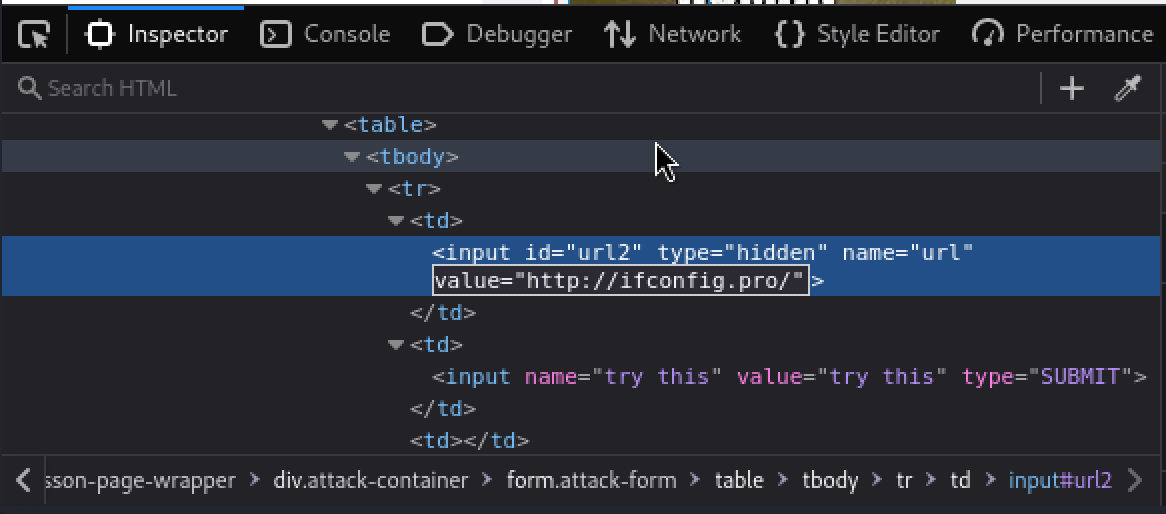 Inspector Console Debugger Network Style Editor Performance
Search HTML
<table>
<tbody>
<tr>
<td>
<input id="url2" type="hidden" name="url"
value="http://ifconfig.pro/">
</td>
<td>
<input name="try this" value="try this" type="SUBMIT">
</td>
<td></td>
sson-page-wrapper > div.attack-container > form.attack-form > table > tbody > tr > td > input#url2